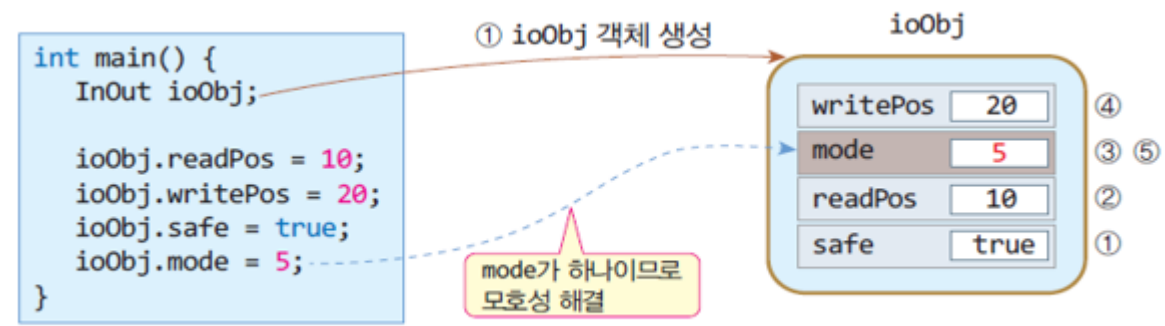 ① ioObj 객체 생성
ioObj
int main() {
InOut ioObj;
ioObj.readPos = 10;
ioObj.writePos = 20;
ioObj.safe = true;
ioObj.mode = 5;
}
mode가 하나이므로
모호성 해결
writePos 20 ④
mode 5 ③ ⑤
readPos 10 ②
safe true ①